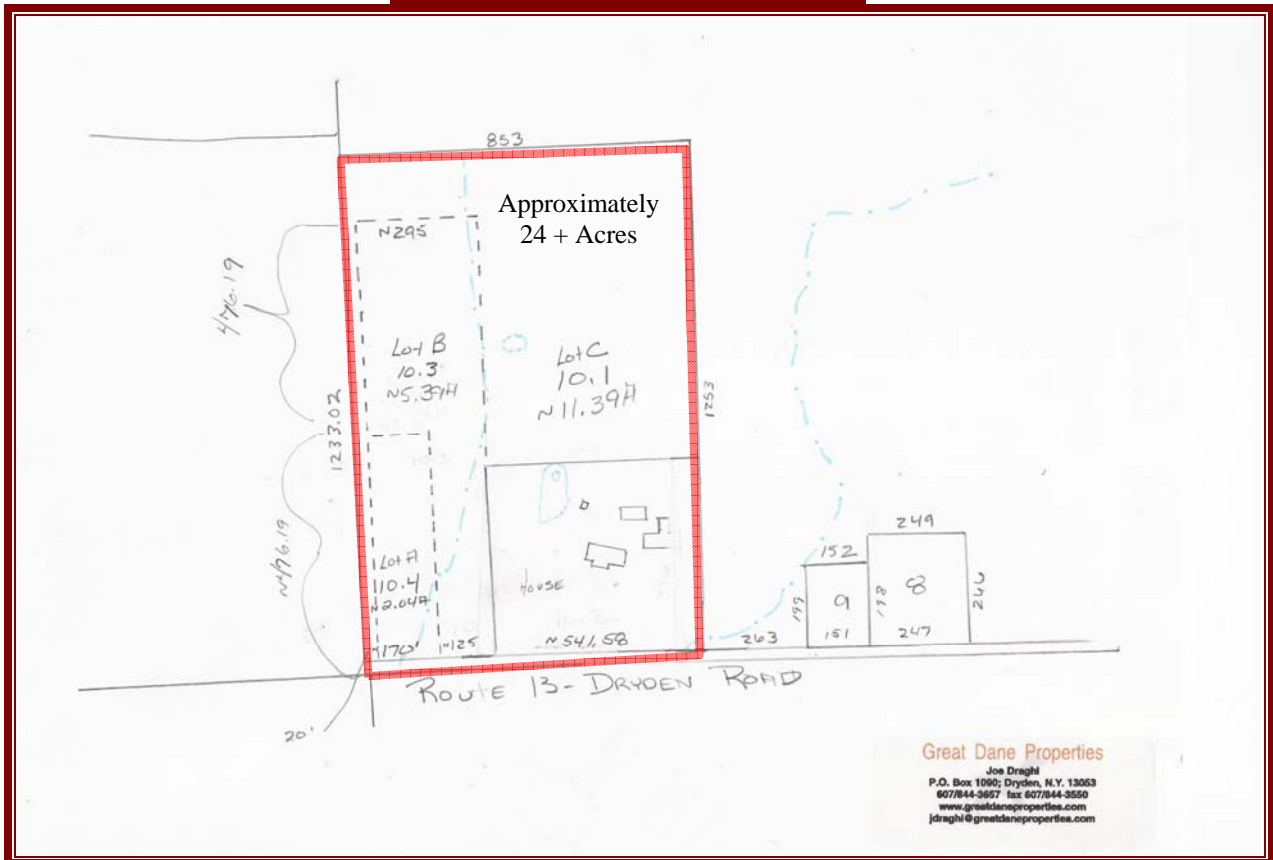 853
Approximately
24 + Acres
~295
476.19
Lot B
10.3
~5.39A
Lot C
10.1
~11.39A
1233.02
1253
~476.19
Lot A
10.4
~2.04A
170'
~125
HOUSE
~541.58
263
152
199
9
151
198
249
8
247
246
20'
ROUTE 13 - DRYDEN ROAD
Great Dane Properties
Joe Draghi
P.O. Box 1090; Dryden, N.Y. 13053
607/844-3657 fax 607/844-3550
www.greatdaneproperties.com
jdraghi@greatdaneproperties.com